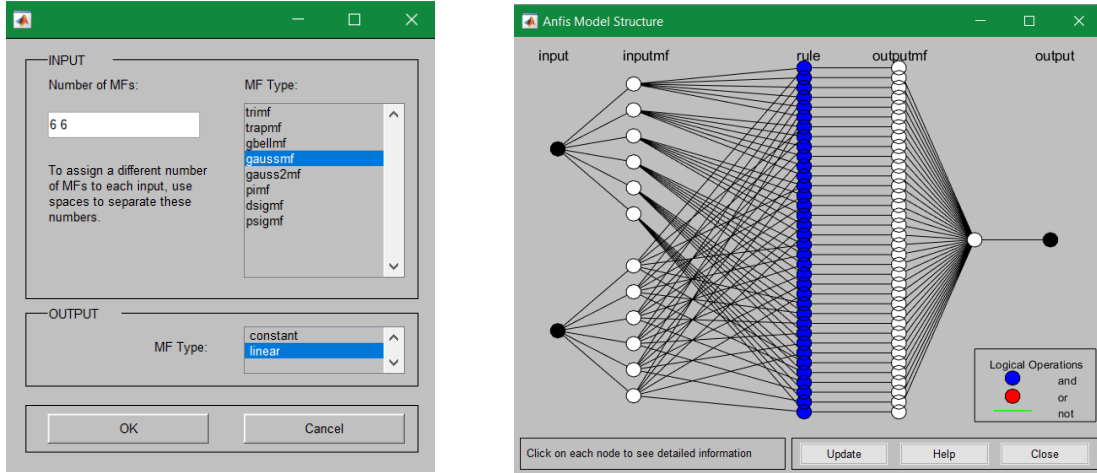 INPUT
Number of MFs:
6 6
To assign a different number
of MFs to each input, use
spaces to separate these
numbers.
MF Type:
trimf
trapmf
gbellmf
gaussmf
gauss2mf
pimf
dsigmf
psigmf
OUTPUT
MF Type:
constant
linear
OK
Cancel
Anfis Model Structure
input
inputmf
rule
outputmf
output
Logical Operations
and
or
not
Click on each node to see detailed information
Update
Help
Close